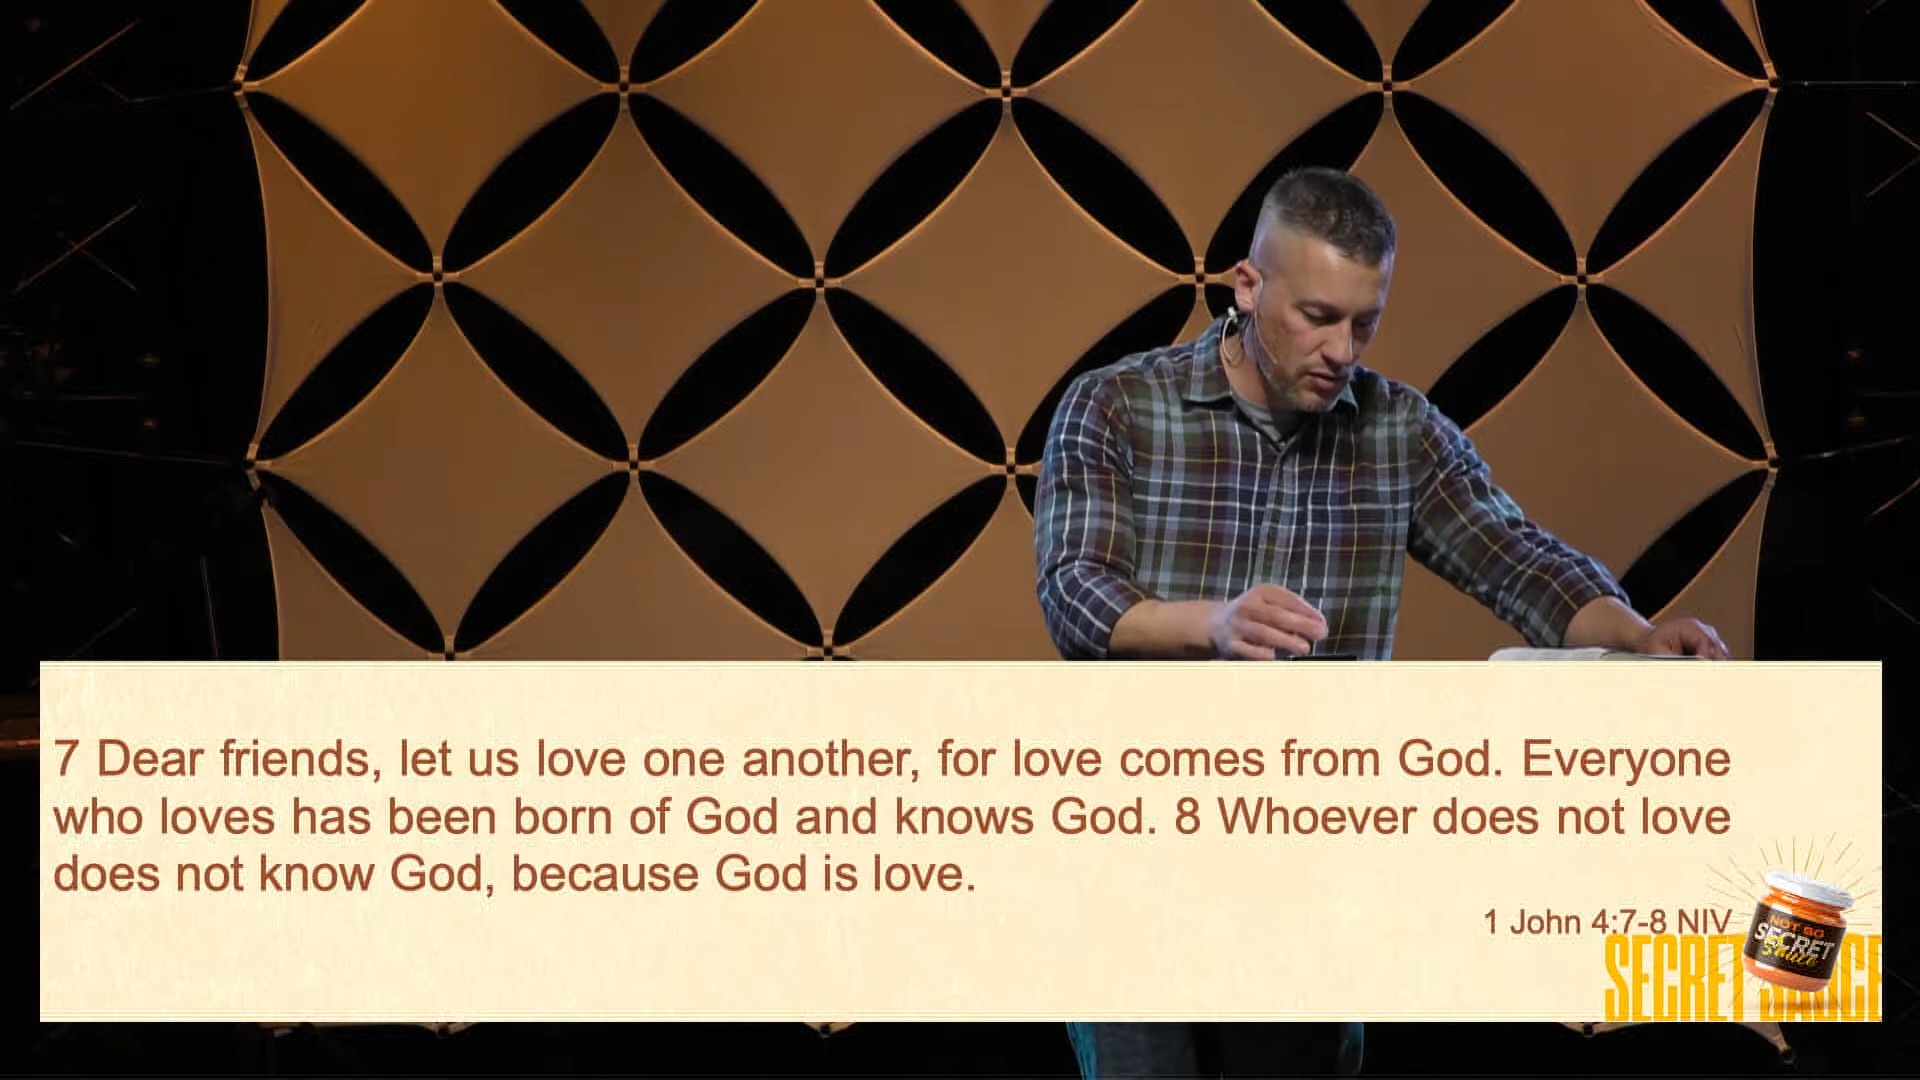 7 Dear friends, let us love one another, for love comes from God. Everyone
who loves has been born of God and knows God. 8 Whoever does not love
does not know God, because God is love.
1 John 4:7-8 NIV
NOT SO
SECRET
Sauce
SECRET SAUCE